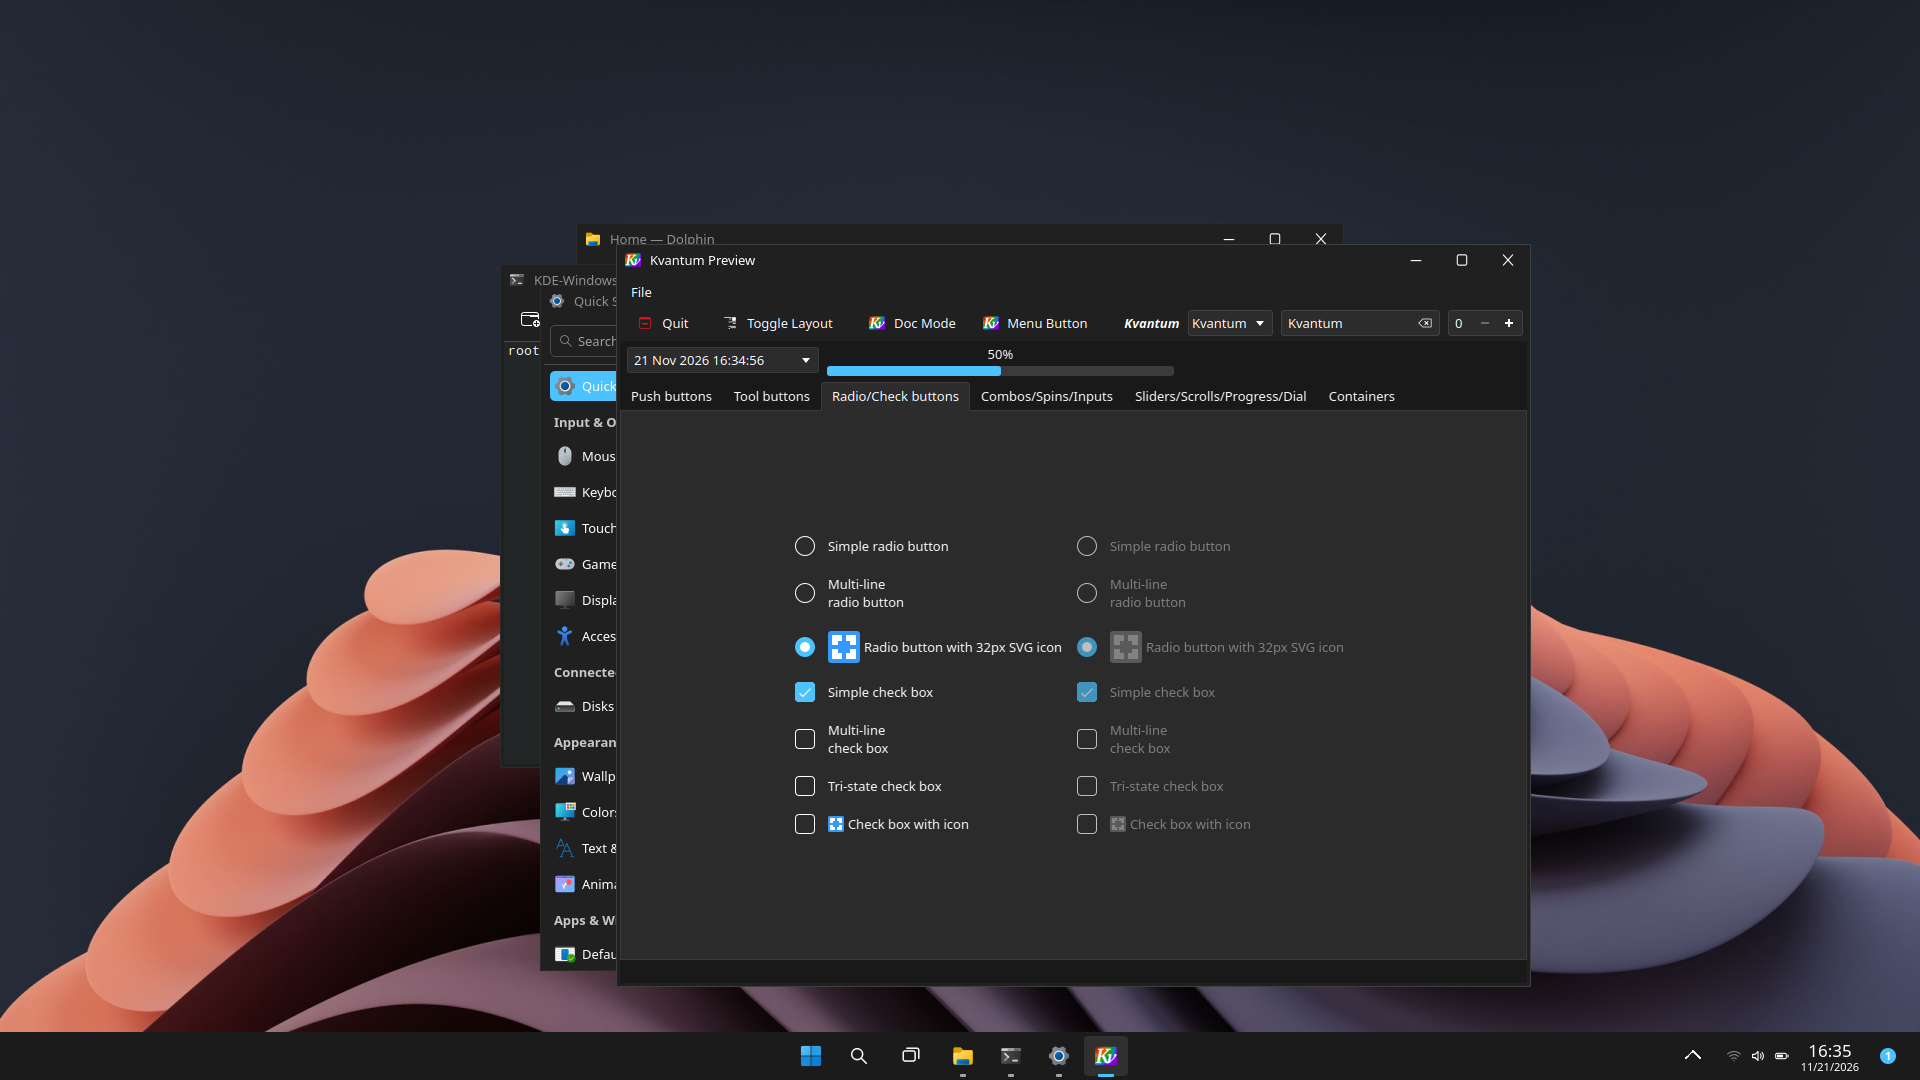 Home — Dolphin
Kvantum Preview
KDE-Windows
Quick S
File
Quit
Toggle Layout
Doc Mode
Menu Button
Kvantum
Kvantum
Kvantum
0
Search
root
21 Nov 2026 16:34:56
50%
Quick
Push buttons
Tool buttons
Radio/Check buttons
Combos/Spins/Inputs
Sliders/Scrolls/Progress/Dial
Containers
Input & O
Mous
Keybo
Touch
Game
Displa
Acces
Connecte
Disks
Appearan
Wallp
Colors
Text &
Anima
Apps & W
Defau
Simple radio button
Simple radio button
Multi-line
radio button
Multi-line
radio button
Radio button with 32px SVG icon
Radio button with 32px SVG icon
Simple check box
Simple check box
Multi-line
check box
Multi-line
check box
Tri-state check box
Tri-state check box
Check box with icon
Check box with icon
16:35
11/21/2026
1